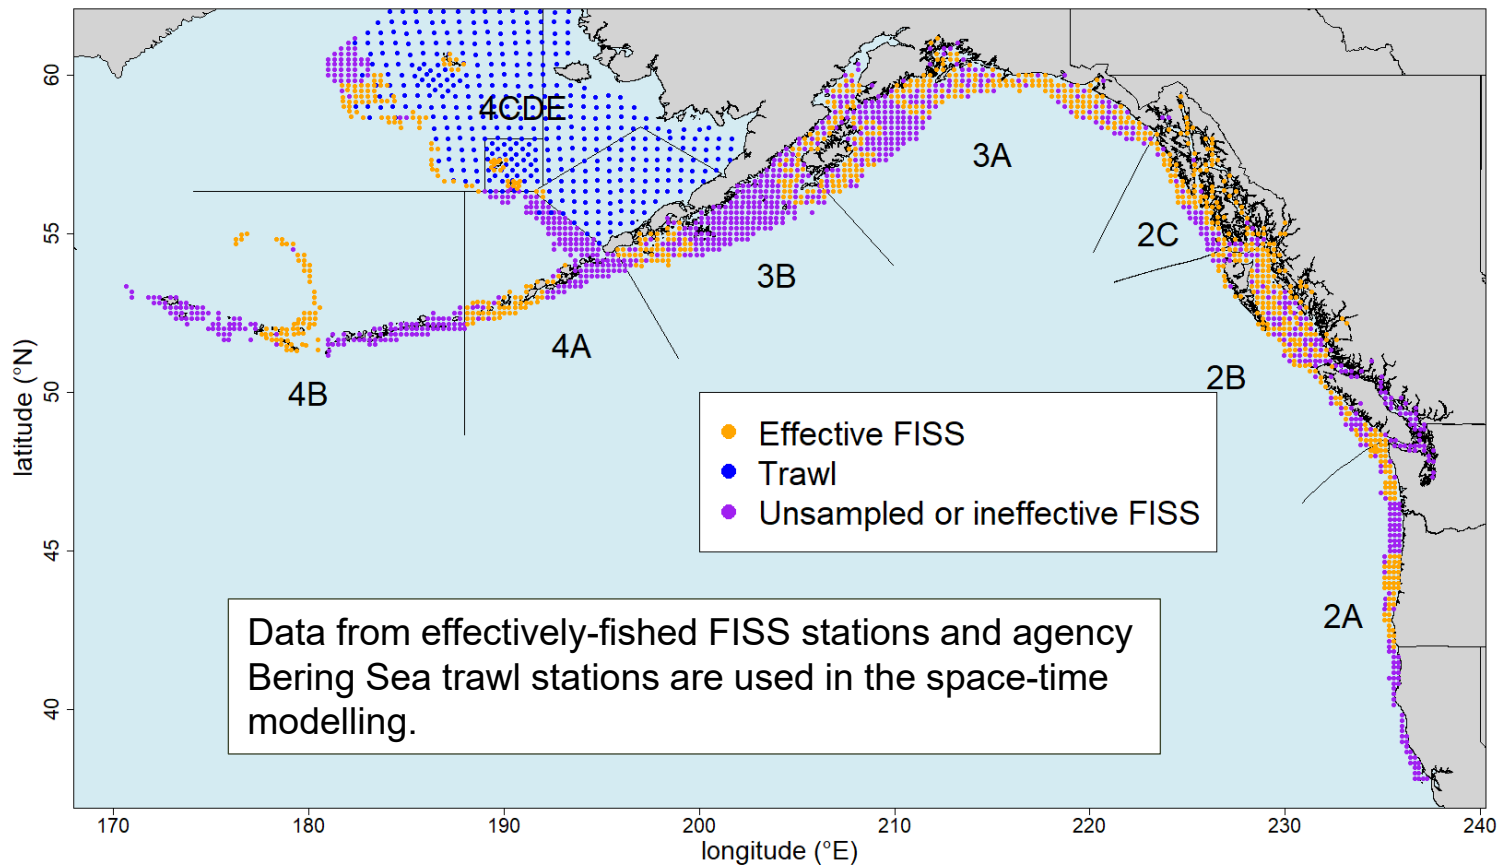 60
55
50
45
40
latitude (°N)
4CDE
3A
2C
3B
4A
4B
2B
2A
Effective FISS
Trawl
Unsampled or ineffective FISS
Data from effectively-fished FISS stations and agency
Bering Sea trawl stations are used in the space-time
modelling.
170 180 190 200 210 220 230 240
longitude (°E)